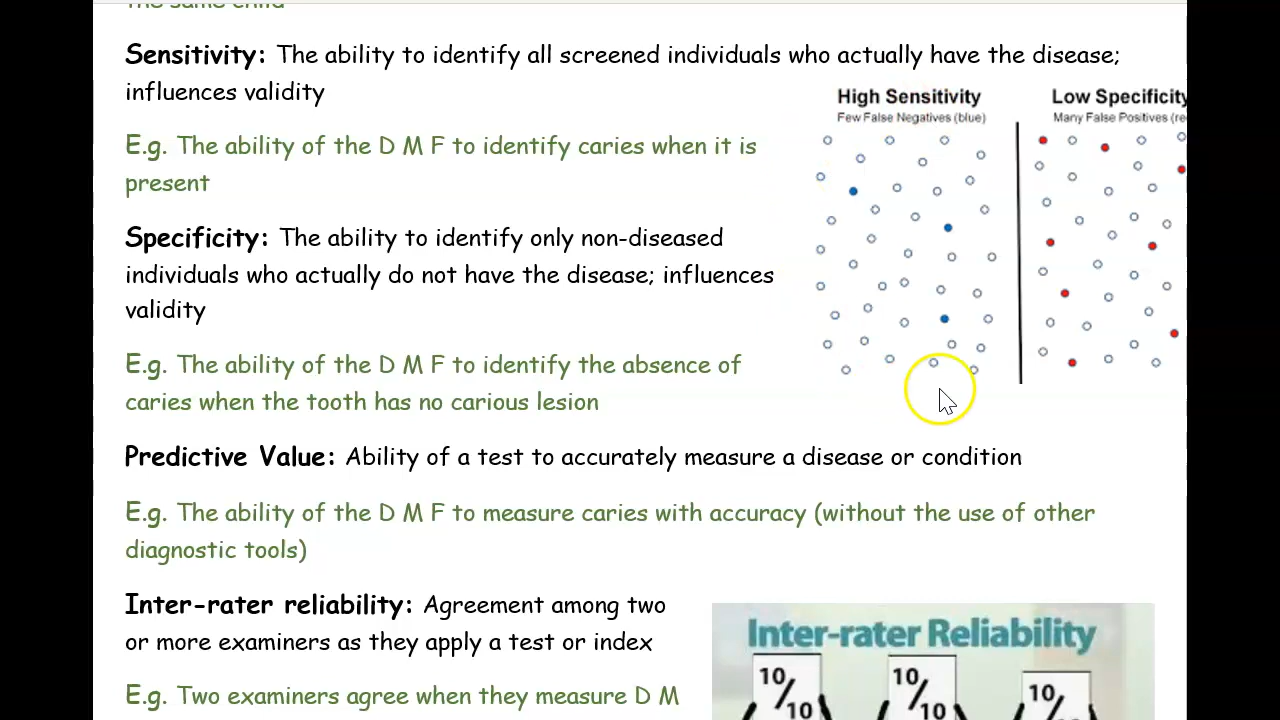 the same child
Sensitivity: The ability to identify all screened individuals who actually have the disease;
influences validity
High Sensitivity
Few False Negatives (blue)
Low Specificity
Many False Positives (re
E.g. The ability of the D M F to identify caries when it is
present
Specificity: The ability to identify only non-diseased
individuals who actually do not have the disease; influences
validity
E.g. The ability of the D M F to identify the absence of
caries when the tooth has no carious lesion
Predictive Value: Ability of a test to accurately measure a disease or condition
E.g. The ability of the D M F to measure caries with accuracy (without the use of other
diagnostic tools)
Inter-rater reliability: Agreement among two
or more examiners as they apply a test or index
E.g. Two examiners agree when they measure D M
Inter-rater Reliability
10/10
10/10
10/